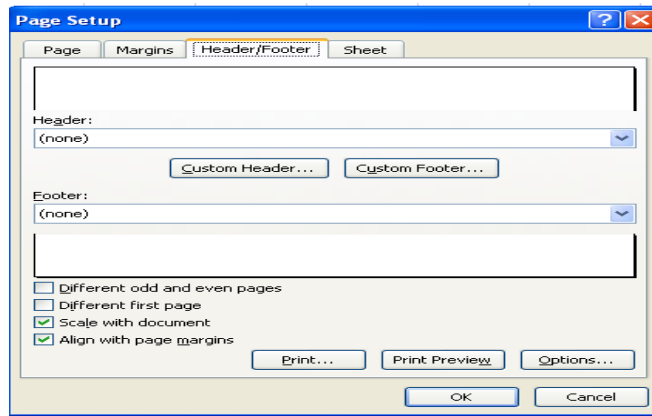 Page Setup
Page Margins Header/Footer Sheet
Header:
(none)
Custom Header... Custom Footer...
Footer:
(none)
Different odd and even pages
Different first page
Scale with document
Align with page margins
Print... Print Preview Options...
OK Cancel